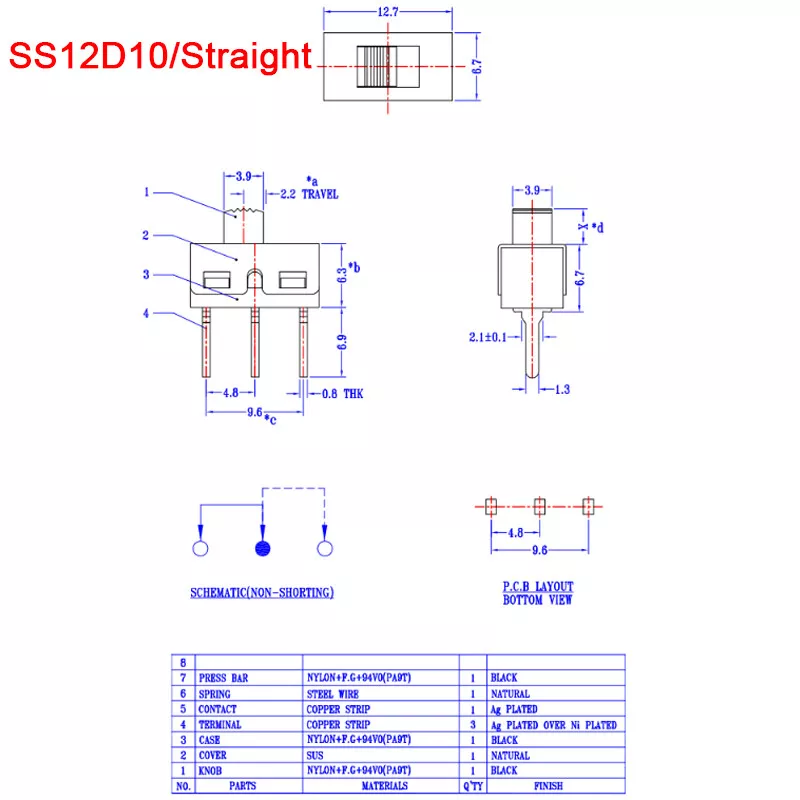 12.7
SS12D10/Straight
6.7
3.9
*a
2.2 TRAVEL
1
2
3
4
6.3
*b
6.9
4.8
0.8 THK
9.6
*c
3.9
X
*d
6.7
2.1±0.1
1.3
SCHEMATIC(NON-SHORTING)
4.8
9.6
P.C.B LAYOUT
BOTTOM VIEW
8
7 PRESS BAR NYLON+F.G+94V0(PA9T) 1 BLACK
6 SPRING STEEL WIRE 1 NATURAL
5 CONTACT COPPER STRIP 1 Ag PLATED
4 TERMINAL COPPER STRIP 3 Ag PLATED OVER Ni PLATED
3 CASE NYLON+F.G+94V0(PA9T) 1 BLACK
2 COVER SUS 1 NATURAL
1 KNOB NYLON+F.G+94V0(PA9T) 1 BLACK
NO. PARTS MATERIALS Q'TY FINISH